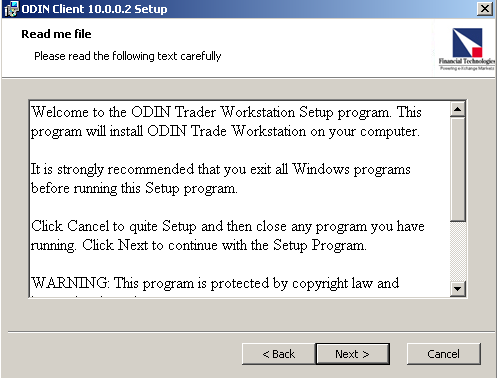 ODIN Client 10.0.0.2 Setup
Read me file
Please read the following text carefully
Financial Technologies
Welcome to the ODIN Trader Workstation Setup program. This
program will install ODIN Trade Workstation on your computer.
It is strongly recommended that you exit all Windows programs
before running this Setup program.
Click Cancel to quite Setup and then close any program you have
running. Click Next to continue with the Setup Program.
WARNING: This program is protected by copyright law and
< Back
Next >
Cancel